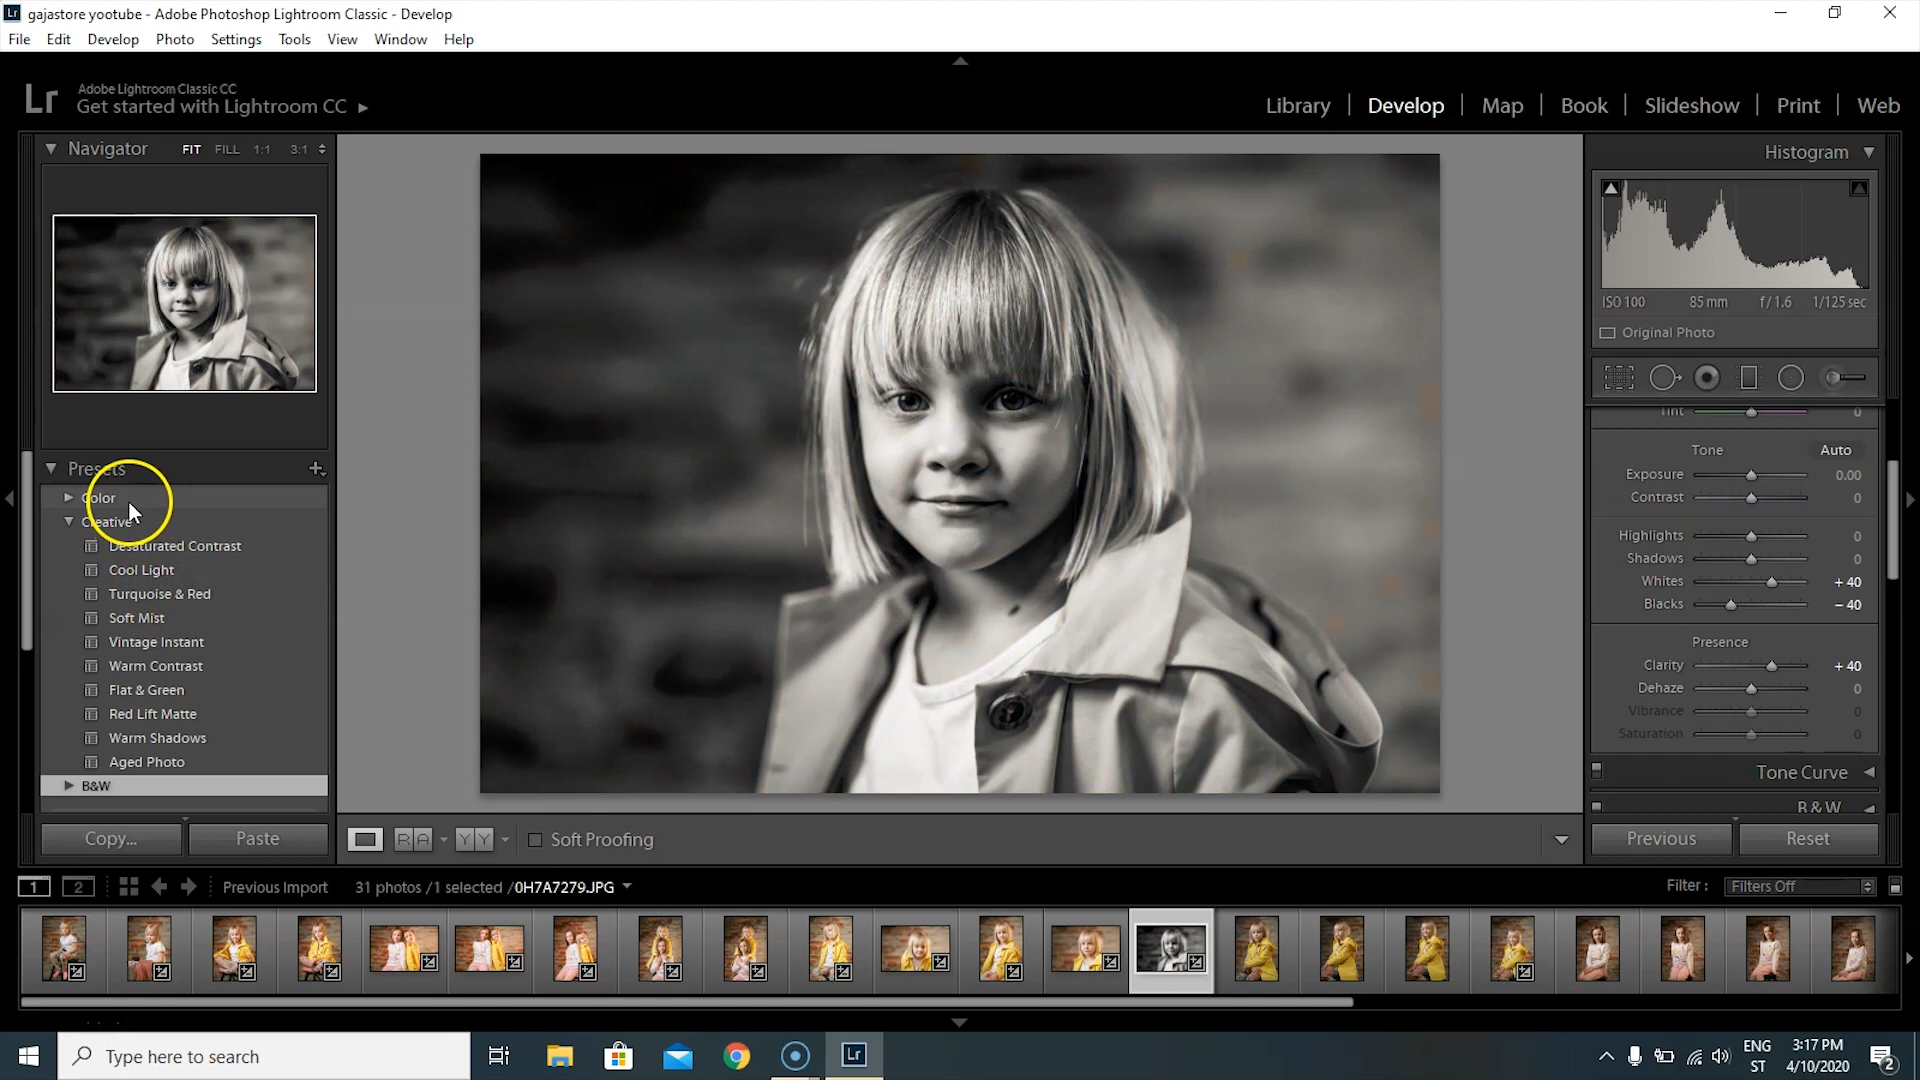 Lr gajastore yootube - Adobe Photoshop Lightroom Classic - Develop
File Edit Develop Photo Settings Tools View Window Help
Lr Adobe Lightroom Classic CC
Get started with Lightroom CC
Library | Develop | Map | Book | Slideshow | Print | Web
Navigator FIT FILL 1:1 3:1
Histogram
ISO 100 85 mm f/1.6 1/125 sec
Original Photo
Tint 0
Tone Auto
Exposure 0.00
Contrast 0
Highlights 0
Shadows 0
Whites + 40
Blacks - 40
Presence
Clarity + 40
Dehaze 0
Vibrance 0
Saturation 0
Tone Curve
B&W
Previous Reset
Presets +
Color
Creative
Desaturated Contrast
Cool Light
Turquoise & Red
Soft Mist
Vintage Instant
Warm Contrast
Flat & Green
Red Lift Matte
Warm Shadows
Aged Photo
B&W
Copy... Paste
R A Y Y Soft Proofing
1 2 Previous Import 31 photos /1 selected /0H7A7279.JPG
Filter : Filters Off
Type here to search
Lr
ENG
ST
3:17 PM
4/10/2020
2